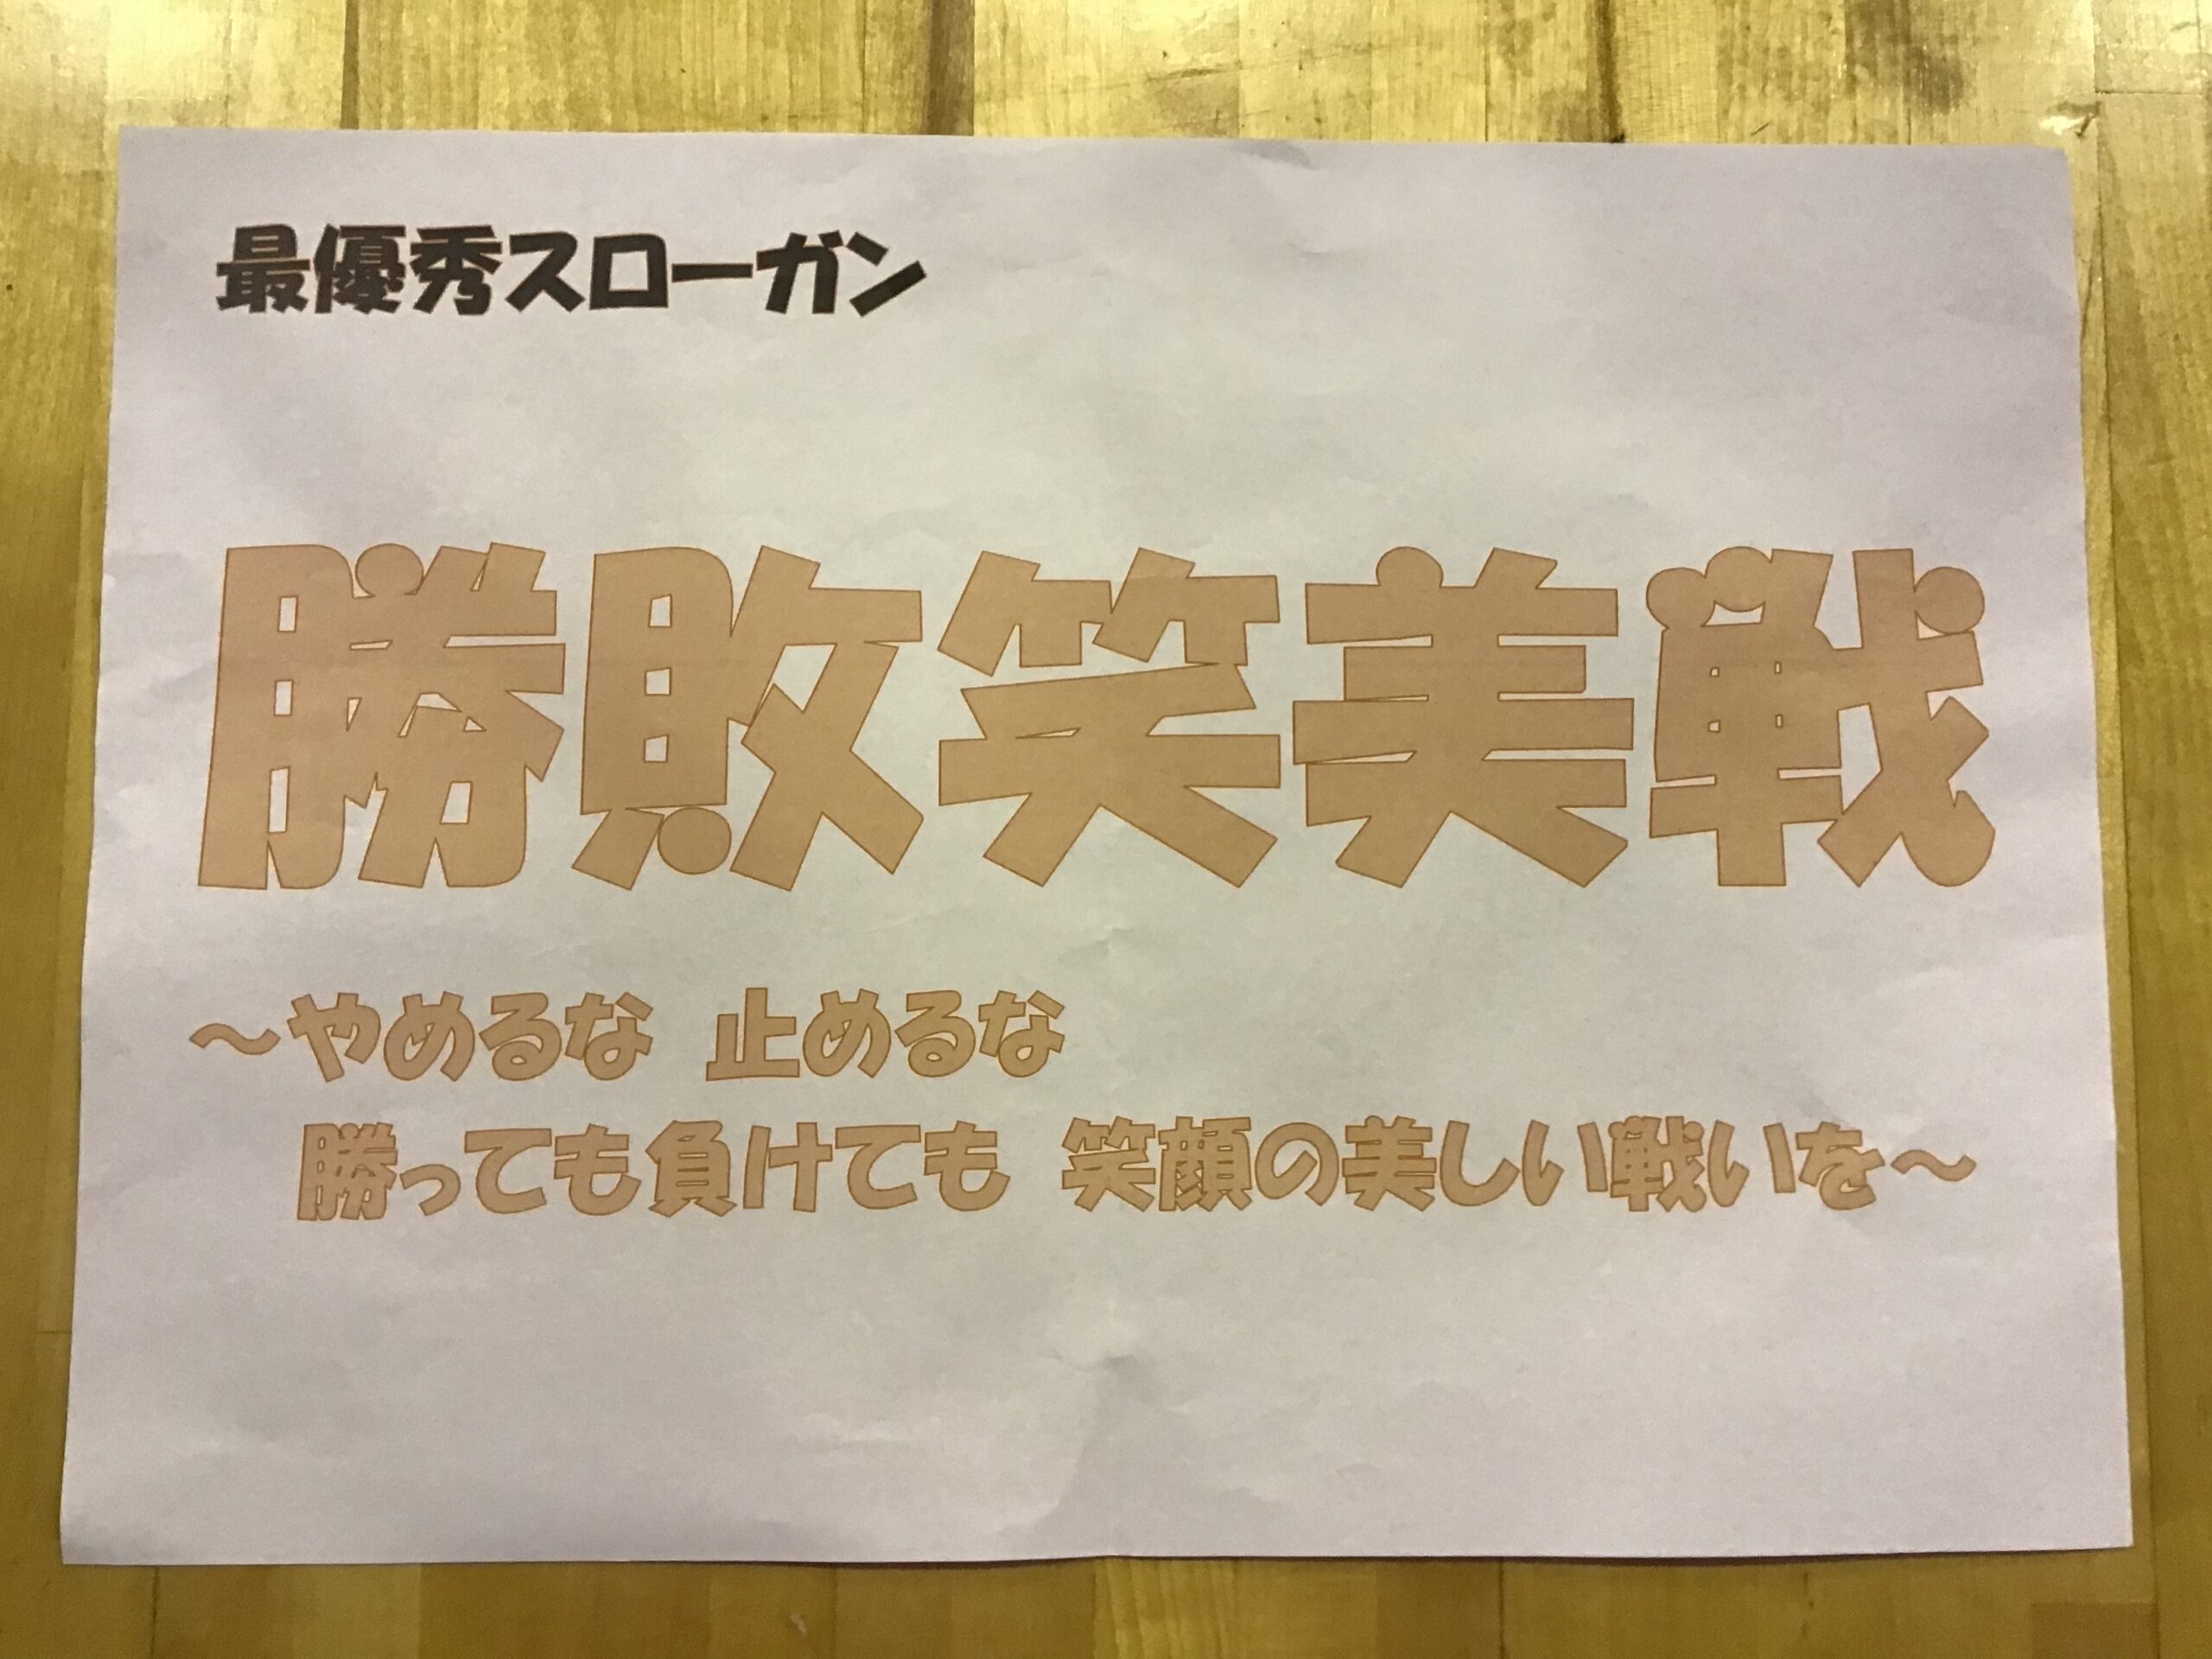 最優秀スローガン
勝敗笑美戦
～やめるな 止めるな
勝っても負けても 笑顔の美しい戦いを～